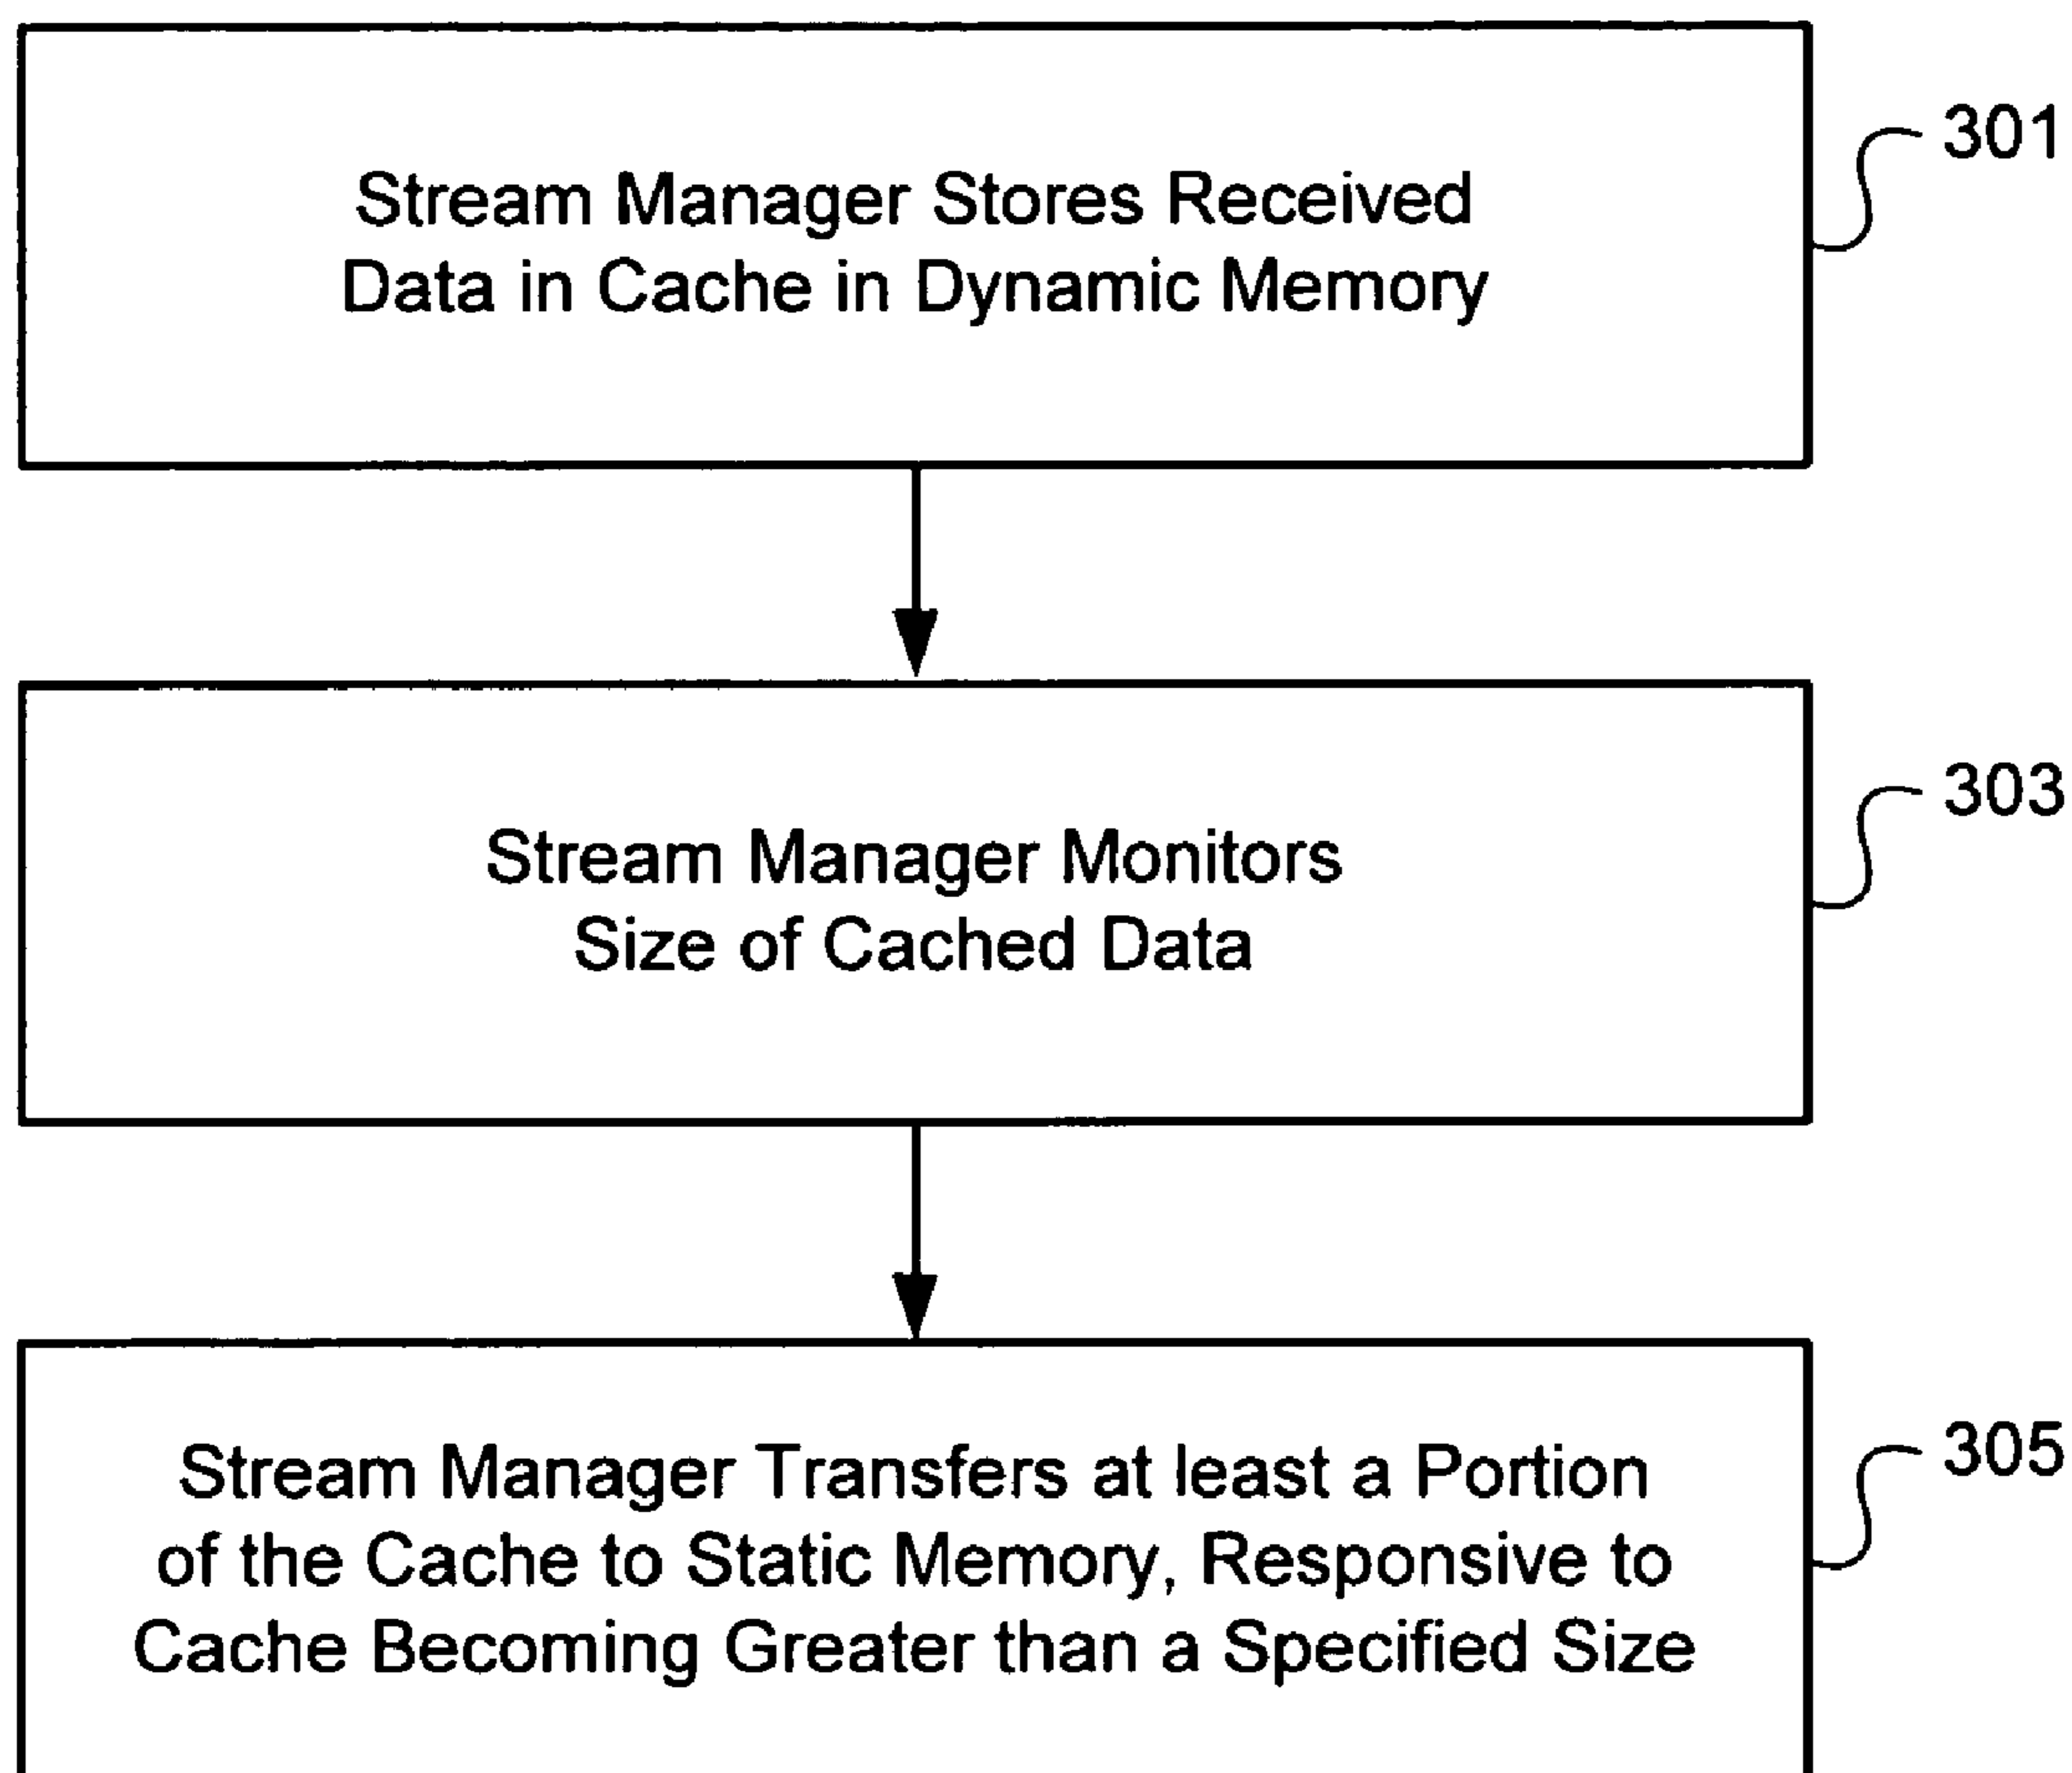 301
Stream Manager Stores Received
Data in Cache in Dynamic Memory
303
Stream Manager Monitors
Size of Cached Data
305
Stream Manager Transfers at least a Portion
of the Cache to Static Memory, Responsive to
Cache Becoming Greater than a Specified Size